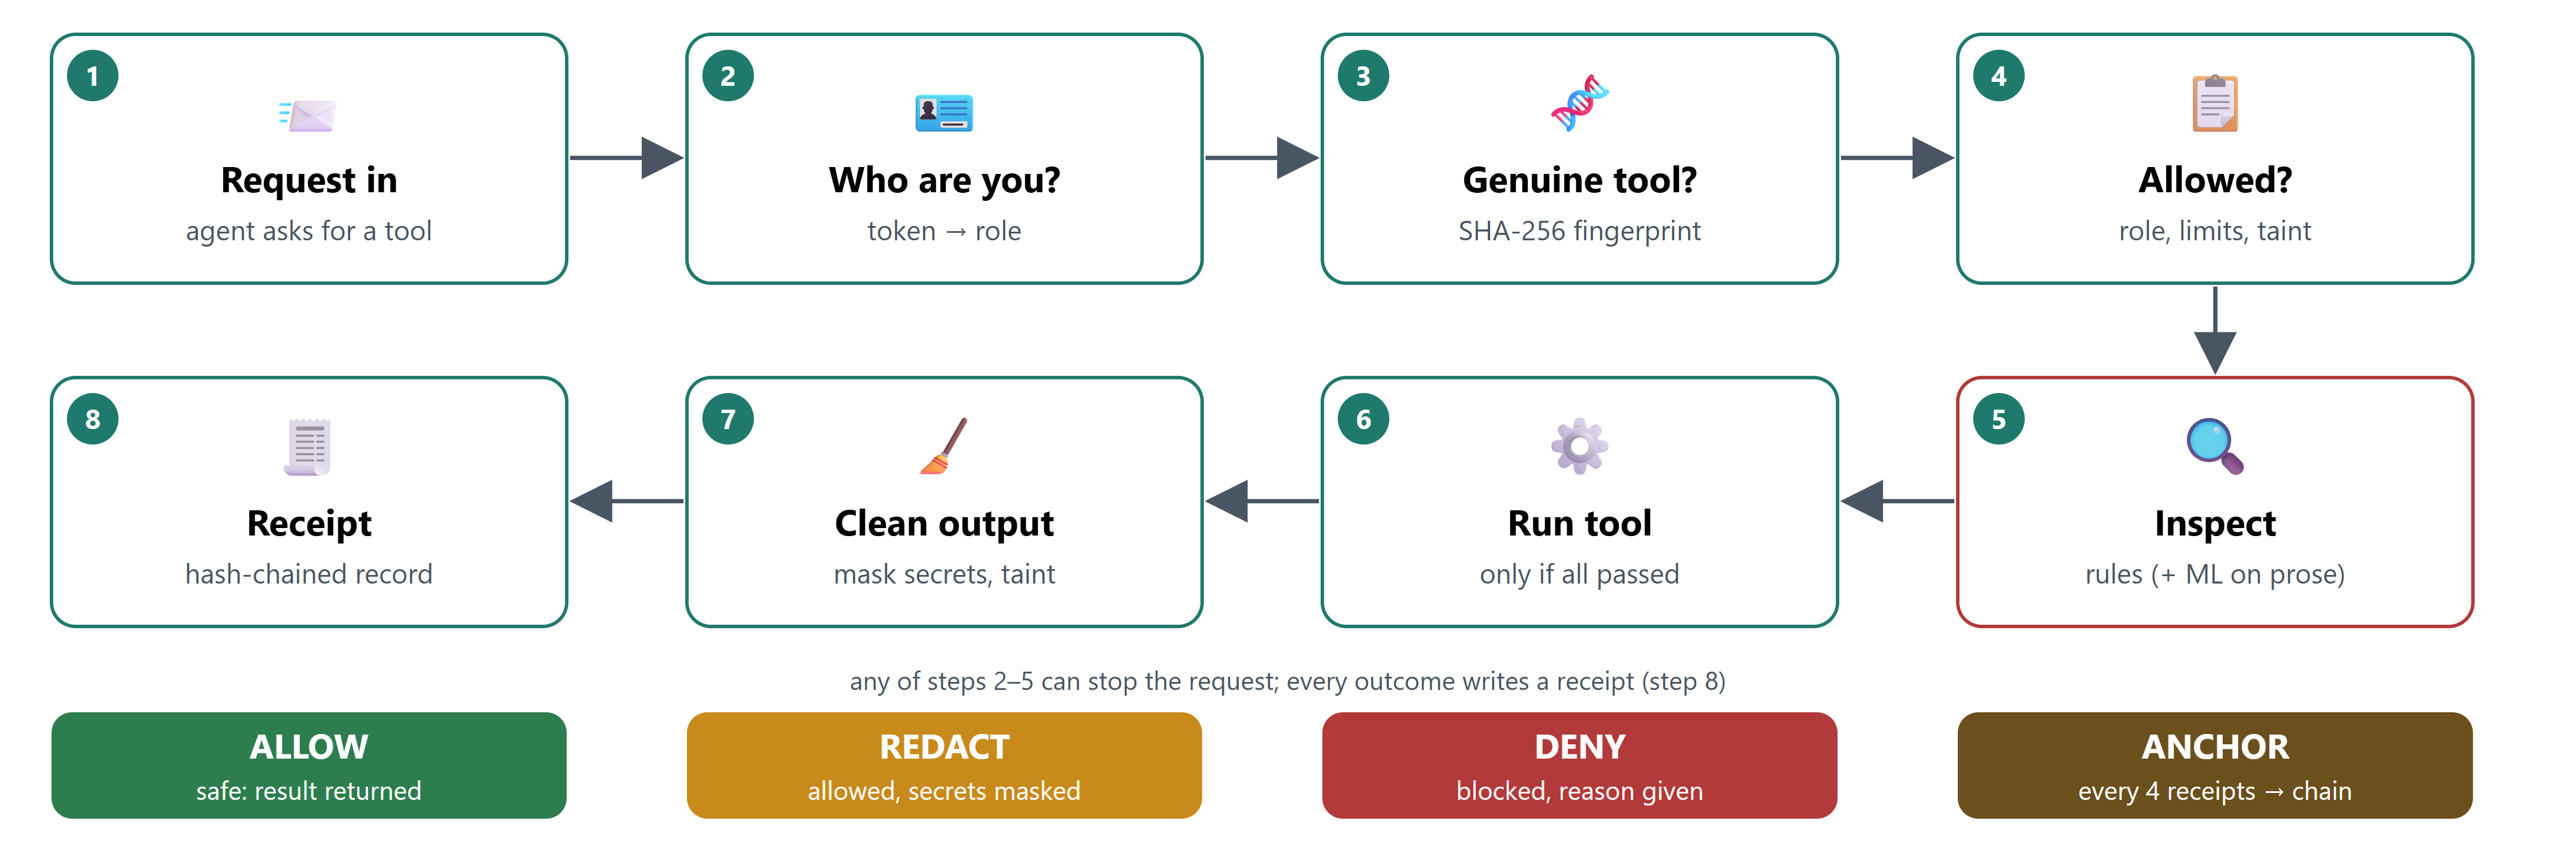 1
Request in
agent asks for a tool
2
Who are you?
token → role
3
Genuine tool?
SHA-256 fingerprint
4
Allowed?
role, limits, taint
5
Inspect
rules (+ ML on prose)
6
Run tool
only if all passed
7
Clean output
mask secrets, taint
8
Receipt
hash-chained record
any of steps 2–5 can stop the request; every outcome writes a receipt (step 8)
ALLOW
safe: result returned
REDACT
allowed, secrets masked
DENY
blocked, reason given
ANCHOR
every 4 receipts → chain